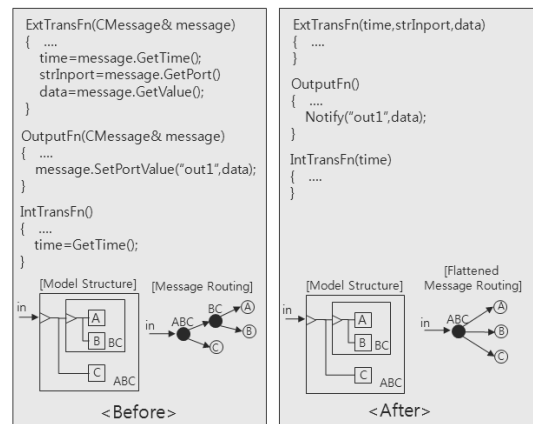 ExtTransFn(CMessage& message)
{ ....
time=message.GetTime();
strInport=message.GetPort()
data=message.GetValue();
}
OutputFn(CMessage& message)
{ ....
message.SetPortValue("out1",data);
}
IntTransFn()
{ ....
time=GetTime();
}
[Model Structure]
[Message Routing]
in
A
B
BC
C
ABC
in
ABC
BC
A
B
C
<Before>
ExtTransFn(time,strInport,data)
{ ....
}
OutputFn()
{ ....
Notify("out1",data);
}
IntTransFn(time)
{ ....
}
[Model Structure]
[Flattened
Message Routing]
in
A
B
BC
C
ABC
in
ABC
A
B
C
<After>